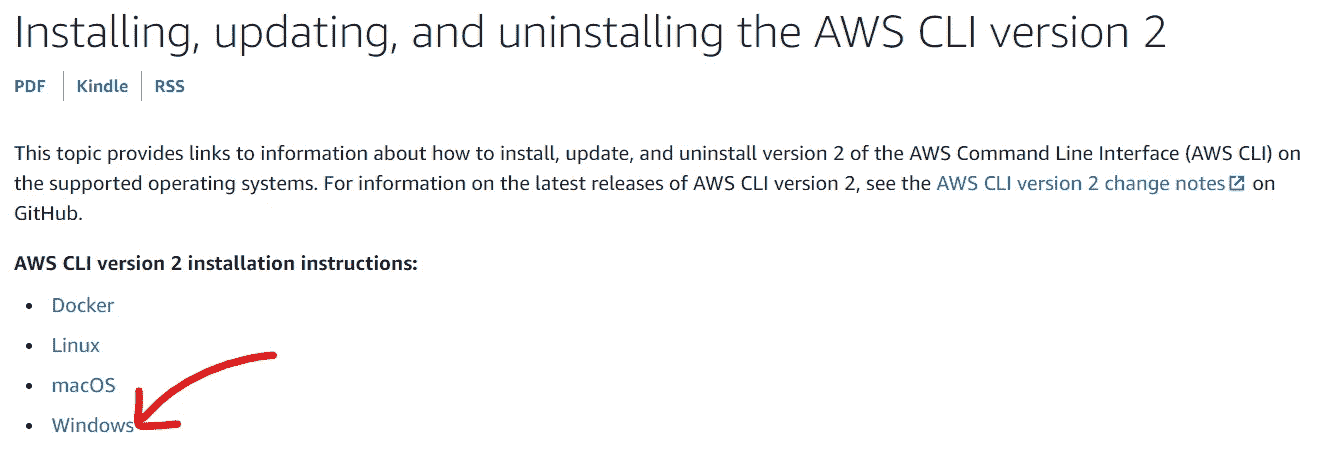 Installing, updating, and uninstalling the AWS CLI version 2
PDF Kindle RSS
This topic provides links to information about how to install, update, and uninstall version 2 of the AWS Command Line Interface (AWS CLI) on
the supported operating systems. For information on the latest releases of AWS CLI version 2, see the AWS CLI version 2 change notes on
GitHub.
AWS CLI version 2 installation instructions:
• Docker
• Linux
• macOS
• Windows